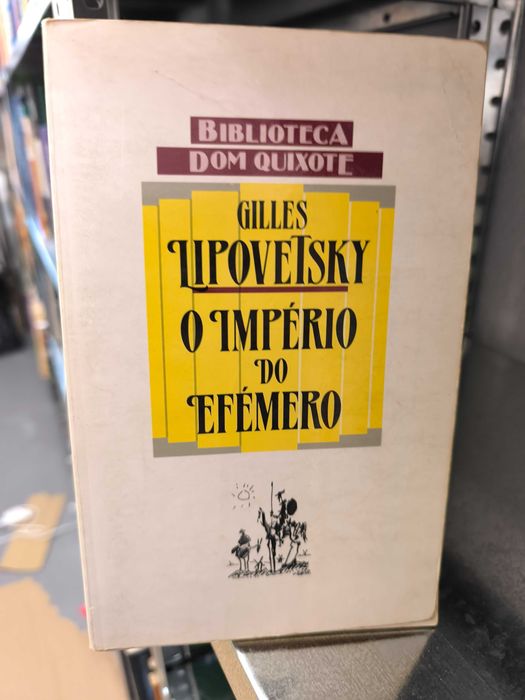 BIBLIOTECA
DOM QUIXOTE
GILLES
LIPOVETSKY
O IMPÉRIO
DO
EFÉMERO